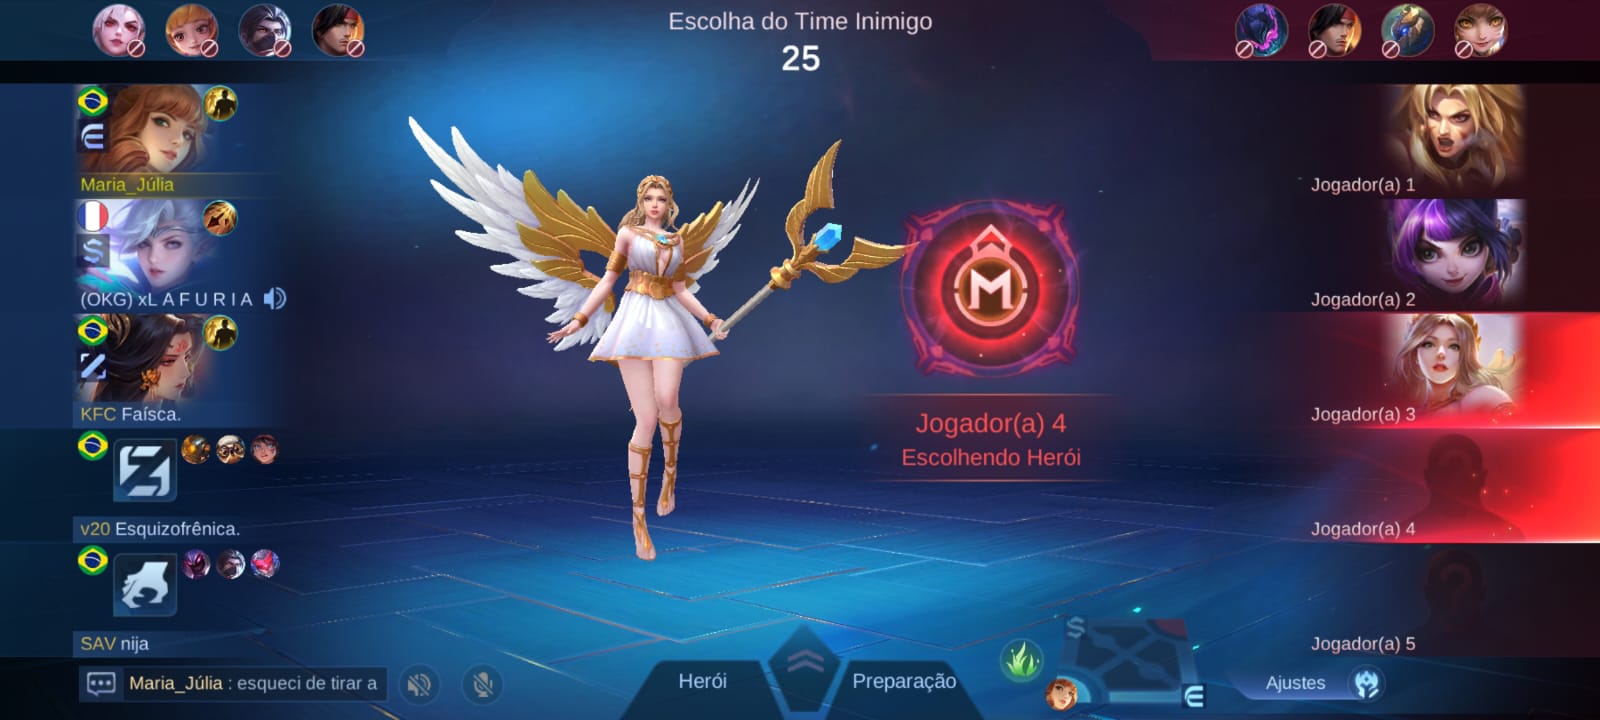 Escolha do Time Inimigo
25
Maria_Júlia
(OKG) xL A F U R I A
KFC Faísca.
v20 Esquizofrênica.
SAV nija
Maria_Júlia : esqueci de tirar a
Jogador(a) 4
Escolhendo Herói
Jogador(a) 1
Jogador(a) 2
Jogador(a) 3
Jogador(a) 4
Jogador(a) 5
Herói
Preparação
Ajustes